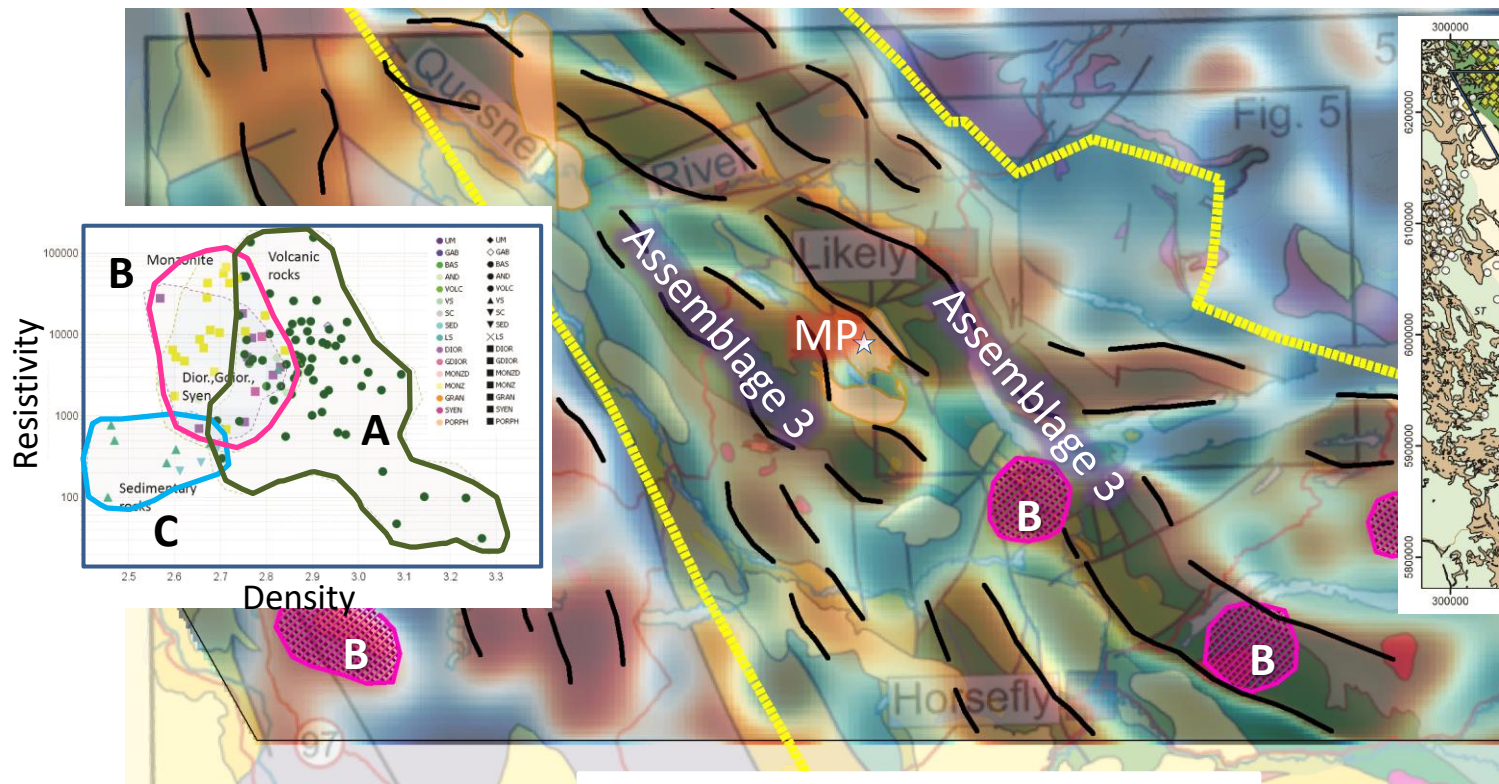 Quesnel
River
5
Fig. 5
Likely
Assemblage 3
Assemblage 3
MP
B
B
B
Horsefly
97
Resistivity
100000
10000
1000
100
B
Monzonite
Volcanic
rocks
Dior.,Gdior.,
Syen
A
Sedimentary
rocks
C
2.5 2.6 2.7 2.8 2.9 3.0 3.1 3.2 3.3
Density
UM UM
GAB GAB
BAS BAS
AND AND
VOLC VOLC
VS VS
SC SC
SED SED
LS LS
DIOR DIOR
GDIOR GDIOR
MONZD MONZD
MONZ MONZ
GRAN GRAN
SYEN SYEN
PORPH PORPH
300000
6200000
6100000
6000000
5900000
5800000
ST
300000